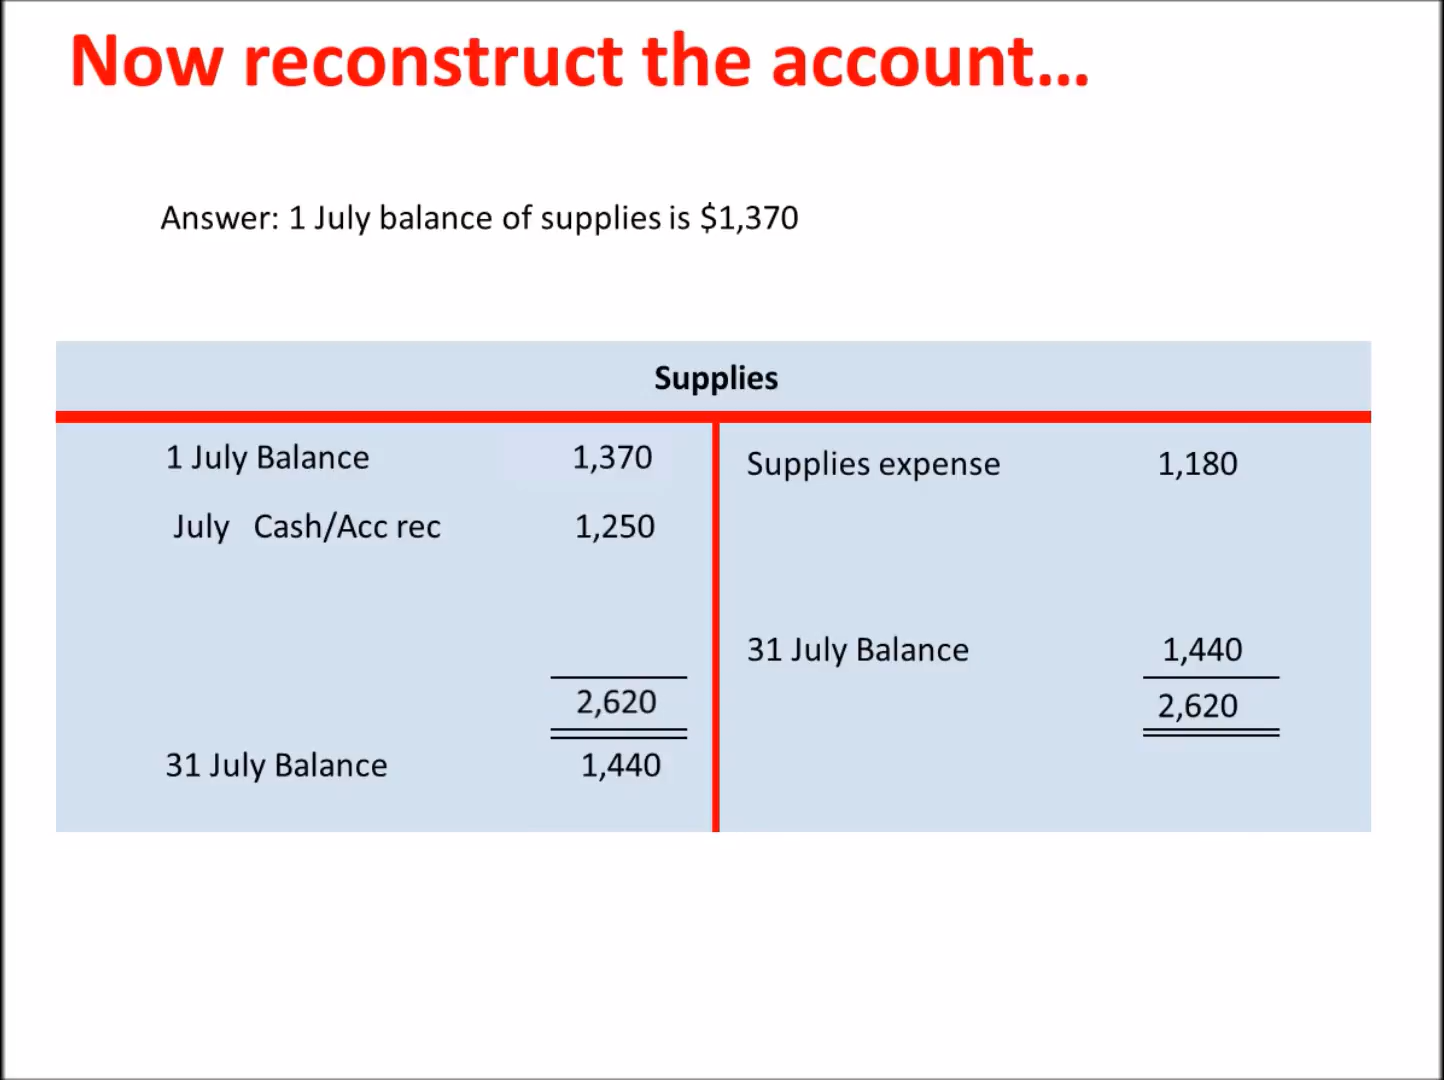 Now reconstruct the account...
Answer: 1 July balance of supplies is $1,370
Supplies
1 July Balance 1,370 Supplies expense 1,180
July Cash/Acc rec 1,250
31 July Balance 1,440
2,620 2,620
31 July Balance 1,440